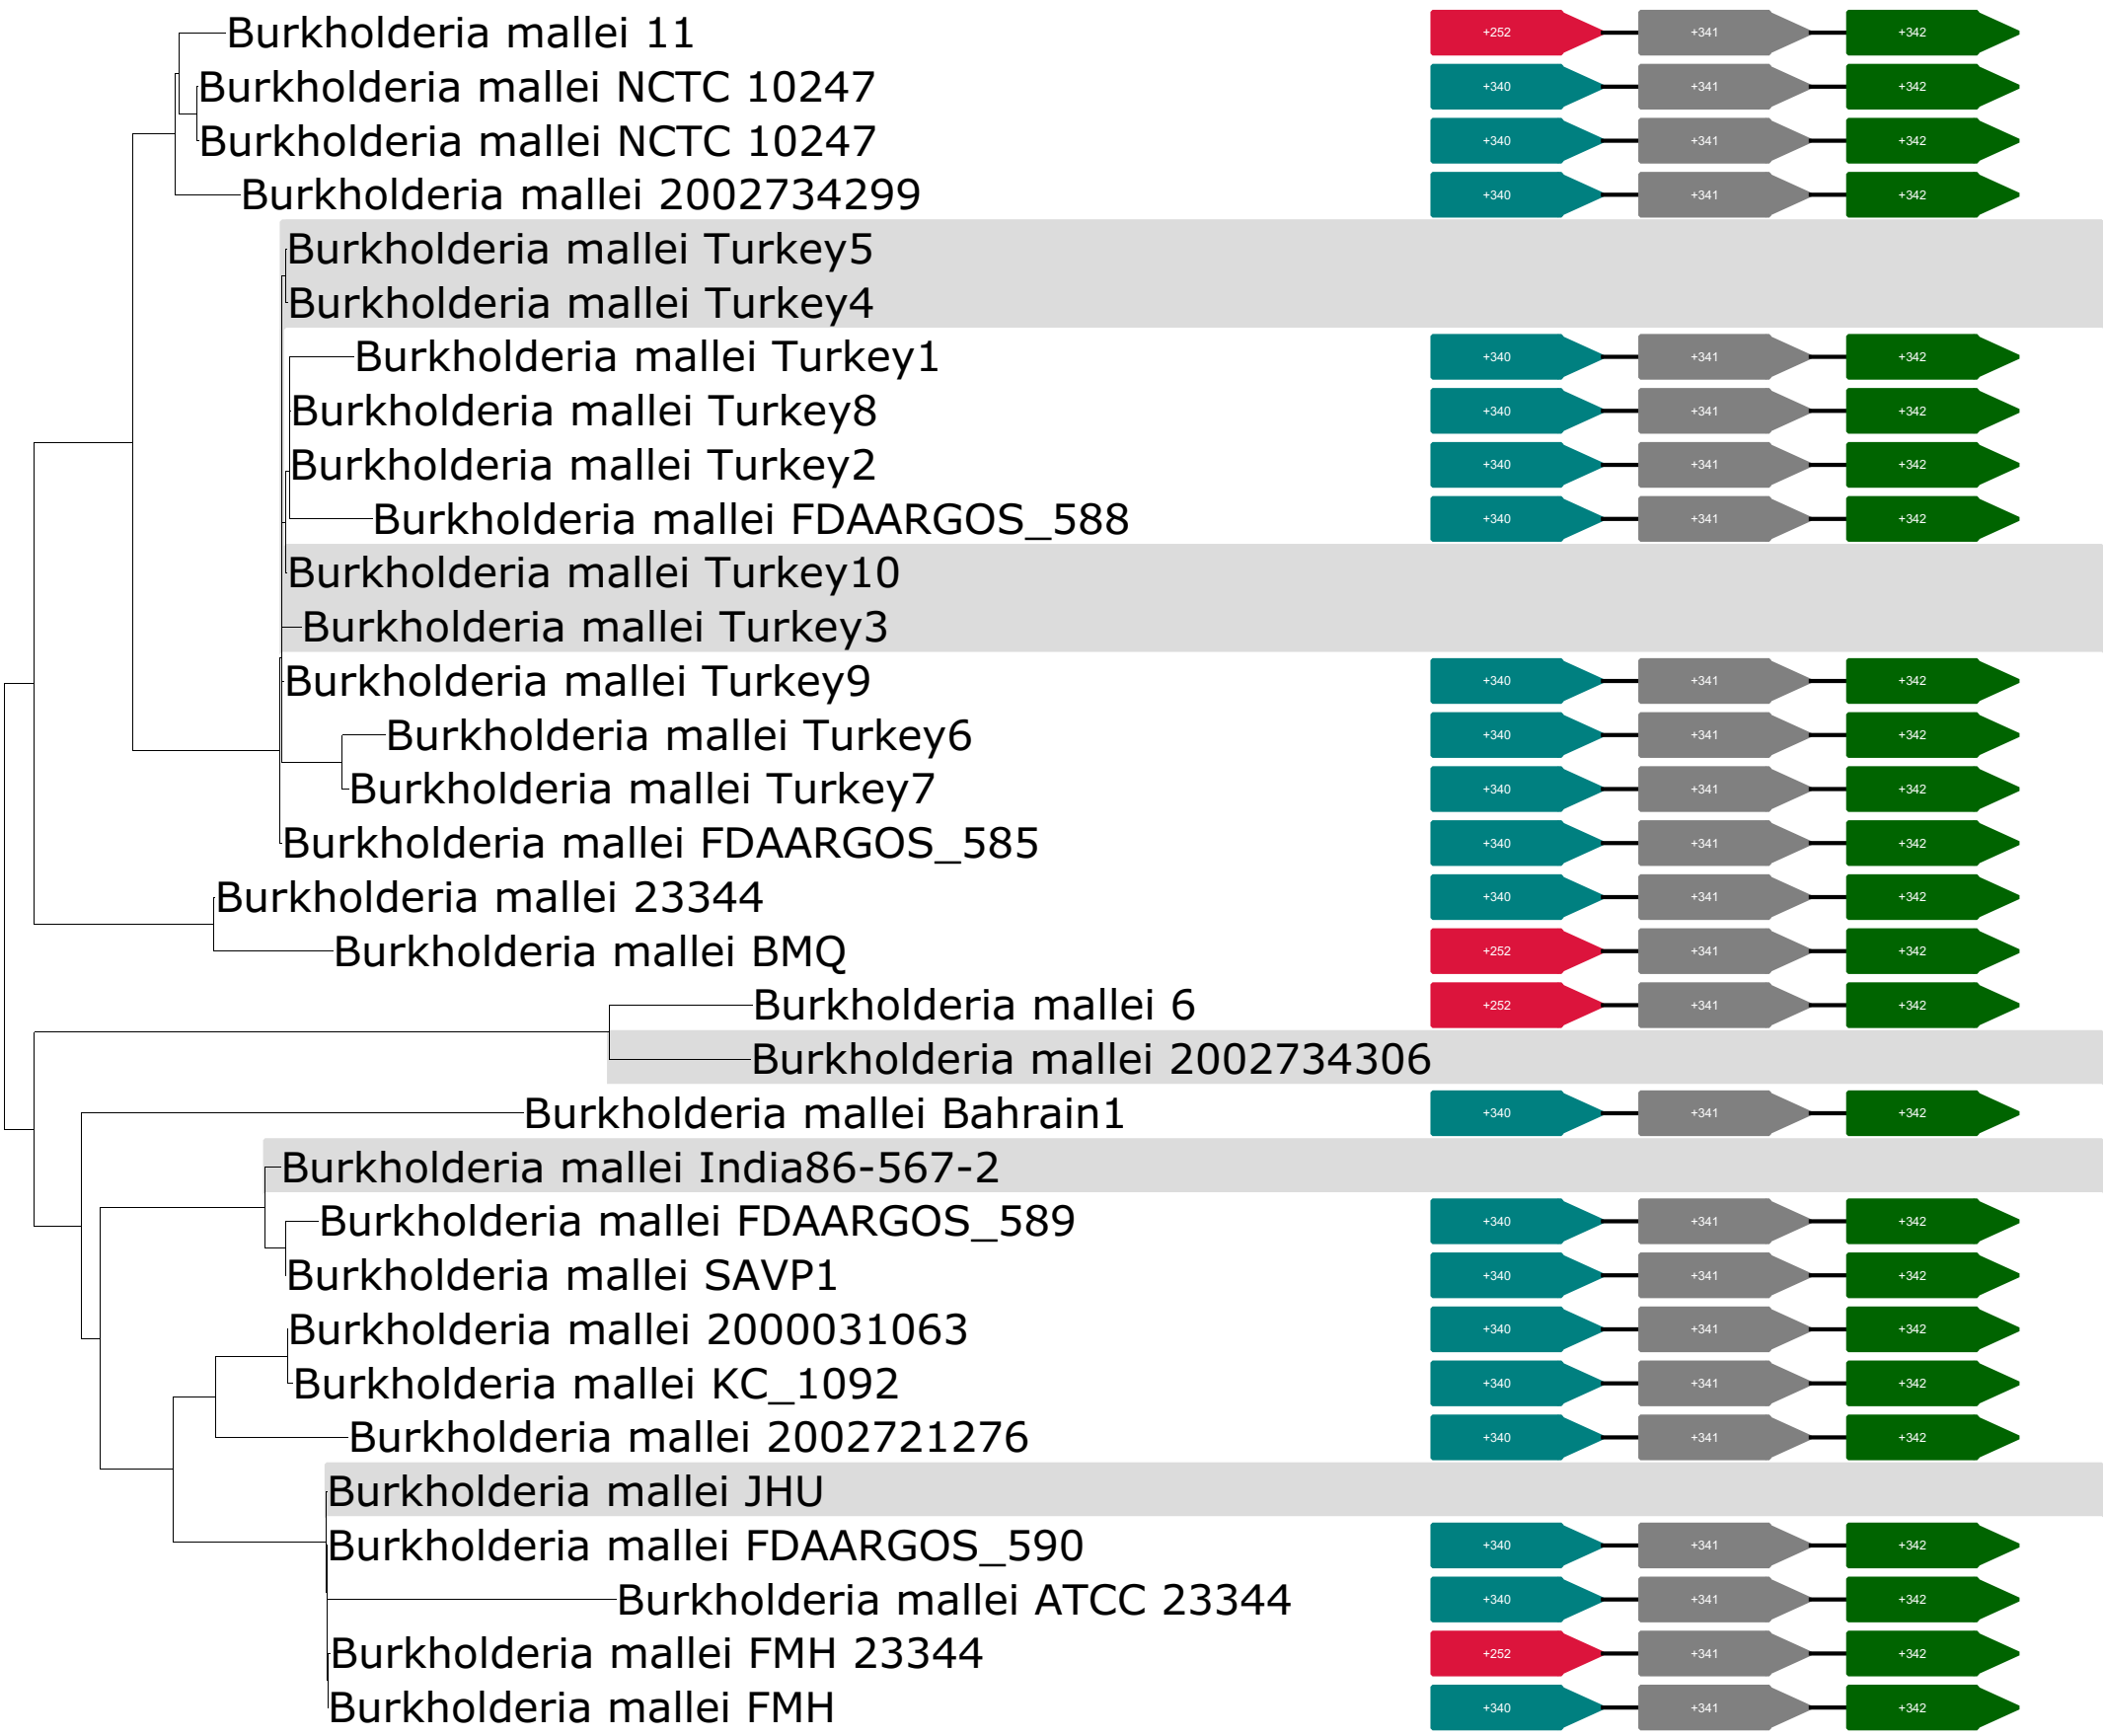 Burkholderia mallei 11 +252 +341 +342
Burkholderia mallei NCTC 10247 +340 +341 +342
Burkholderia mallei NCTC 10247 +340 +341 +342
Burkholderia mallei 2002734299 +340 +341 +342
Burkholderia mallei Turkey5
Burkholderia mallei Turkey4
Burkholderia mallei Turkey1 +340 +341 +342
Burkholderia mallei Turkey8 +340 +341 +342
Burkholderia mallei Turkey2 +340 +341 +342
Burkholderia mallei FDAARGOS_588 +340 +341 +342
Burkholderia mallei Turkey10
Burkholderia mallei Turkey3
Burkholderia mallei Turkey9 +340 +341 +342
Burkholderia mallei Turkey6 +340 +341 +342
Burkholderia mallei Turkey7 +340 +341 +342
Burkholderia mallei FDAARGOS_585 +340 +341 +342
Burkholderia mallei 23344 +340 +341 +342
Burkholderia mallei BMQ +252 +341 +342
Burkholderia mallei 6 +252 +341 +342
Burkholderia mallei 2002734306
Burkholderia mallei Bahrain1 +340 +341 +342
Burkholderia mallei India86-567-2
Burkholderia mallei FDAARGOS_589 +340 +341 +342
Burkholderia mallei SAVP1 +340 +341 +342
Burkholderia mallei 2000031063 +340 +341 +342
Burkholderia mallei KC_1092 +340 +341 +342
Burkholderia mallei 2002721276 +340 +341 +342
Burkholderia mallei JHU
Burkholderia mallei FDAARGOS_590 +340 +341 +342
Burkholderia mallei ATCC 23344 +340 +341 +342
Burkholderia mallei FMH 23344 +252 +341 +342
Burkholderia mallei FMH +340 +341 +342